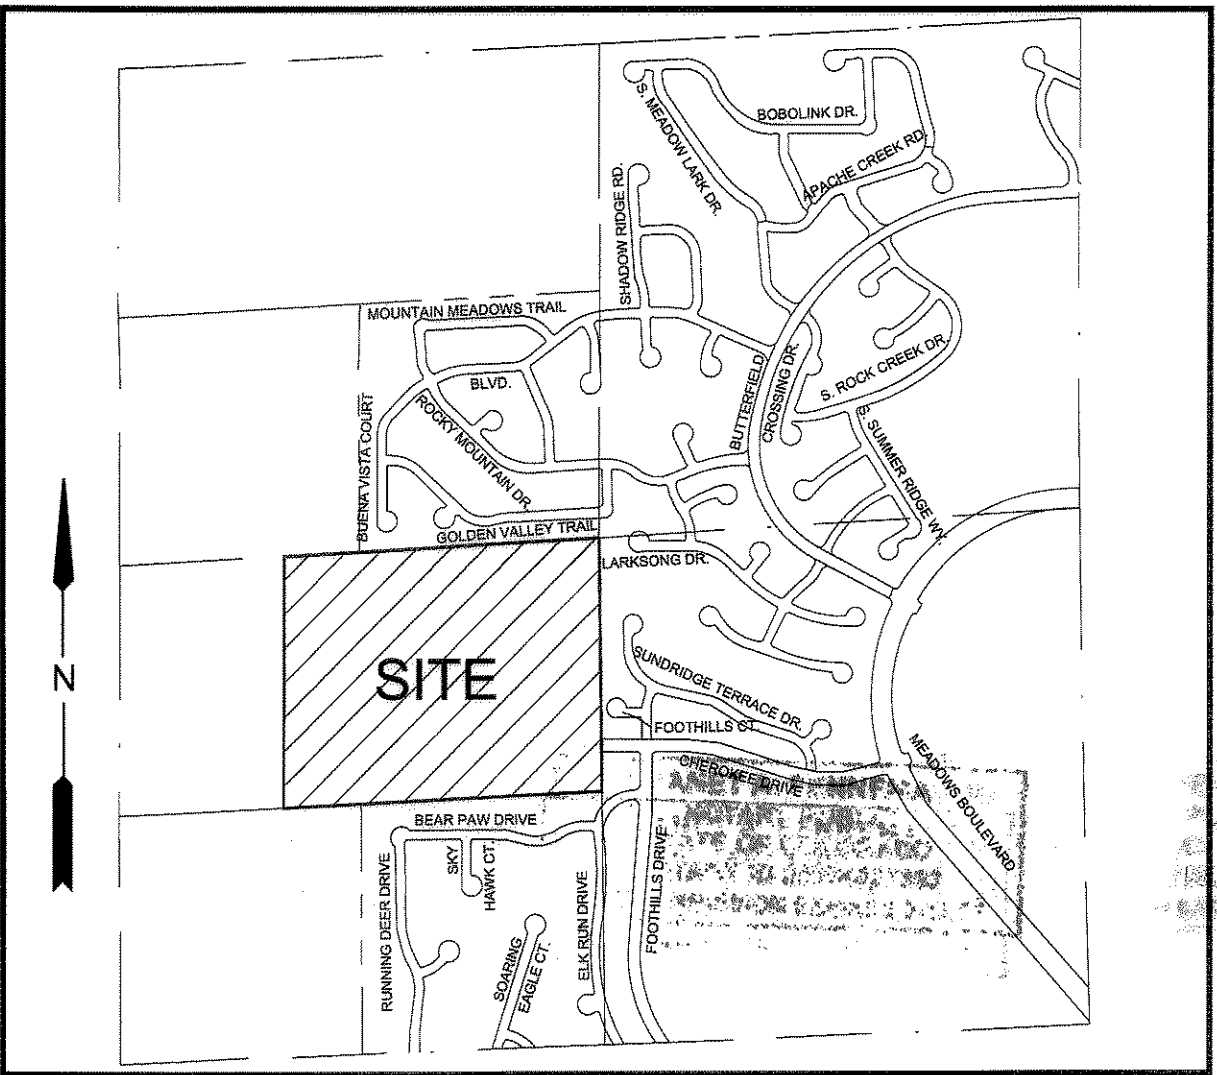 BOBOLINK DR.
S. MEADOW LARK DR.
APACHE CREEK RD.
SHADOW RIDGE RD.
MOUNTAIN MEADOWS TRAIL
BLVD.
BUTTERFIELD
CROSSING DR.
S. ROCK CREEK DR.
ROCKY MOUNTAIN DR.
BUENA VISTA COURT
S. SUMMER RIDGE WY.
GOLDEN VALLEY TRAIL
LARKSONG DR.
N
SITE
SUNDRIDGE TERRACE DR.
FOOTHILLS CT.
CHEROKEE DRIVE
MEADOWS BOULEVARD
BEAR PAW DRIVE
SKY
HAWK CT.
RUNNING DEER DRIVE
SOARING
EAGLE CT.
ELK RUN DRIVE
FOOTHILLS DRIVE